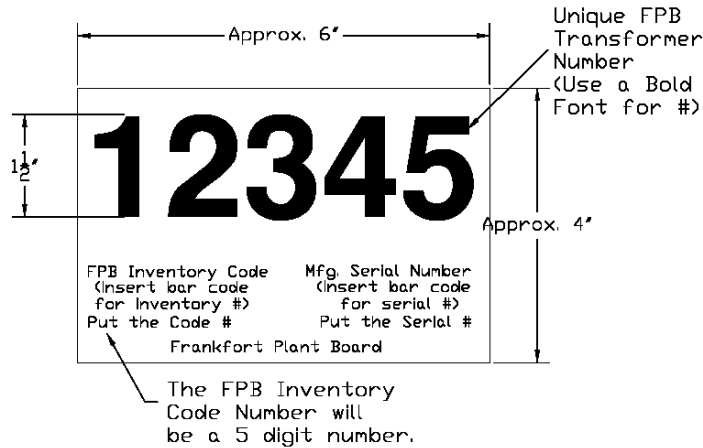 Approx. 6"
Unique FPB
Transformer
Number
(Use a Bold
Font for #)
12345
1 1/2"
Approx. 4"
FPB Inventory Code
(Insert bar code
for Inventory #)
Put the Code #
Mfg. Serial Number
(Insert bar code
for serial #)
Put the Serial #
Frankfort Plant Board
The FPB Inventory
Code Number will
be a 5 digit number.